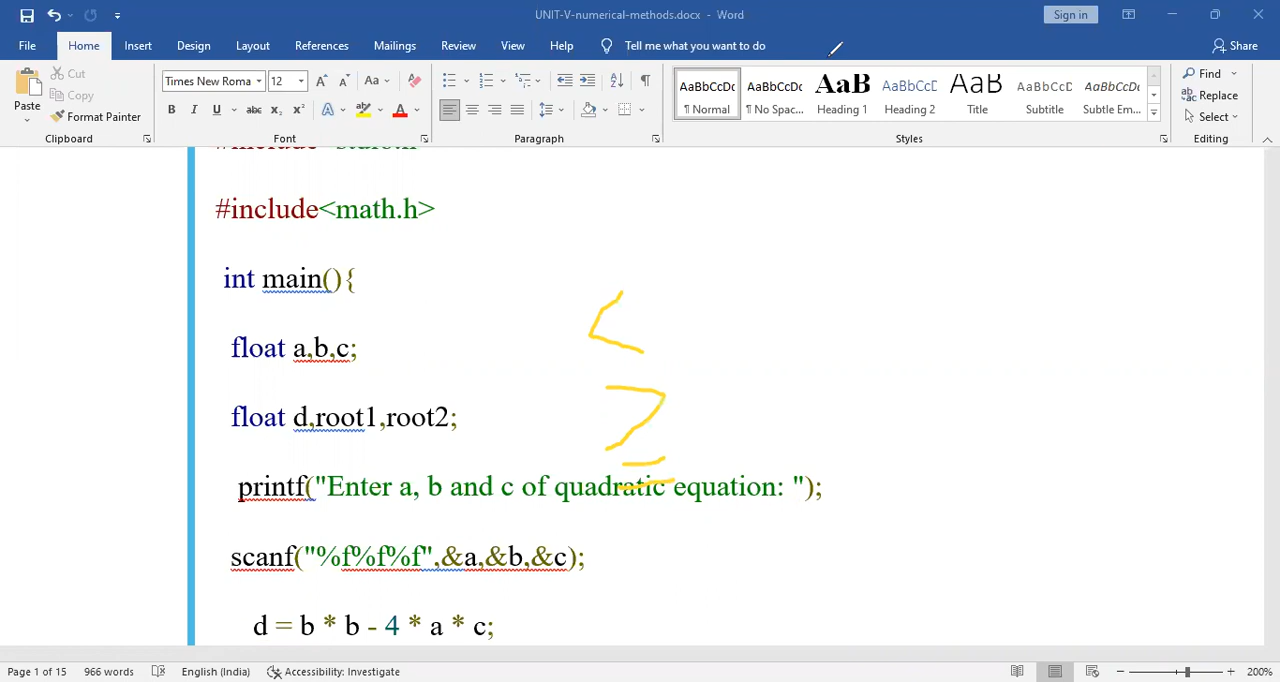 UNIT-V-numerical-methods.docx - Word
Sign in
File Home Insert Design Layout References Mailings Review View Help Tell me what you want to do Share
Paste
Cut
Copy
Format Painter
Clipboard
Times New Roma 12
Font
Paragraph
AaBbCcDc
¶ Normal
AaBbCcDc
¶ No Spac...
AaB
Heading 1
AaBbCcD
Heading 2
AaB
Title
AaBbCcD
Subtitle
AaBbCcDc
Subtle Em...
Styles
Find
Replace
Select
Editing
#include<math.h>
int main(){
float a,b,c;
float d,root1,root2;
printf("Enter a, b and c of quadratic equation: ");
scanf("%f%f%f",&a,&b,&c);
d = b * b - 4 * a * c;
<
>
=
Page 1 of 15 966 words English (India) Accessibility: Investigate 200%